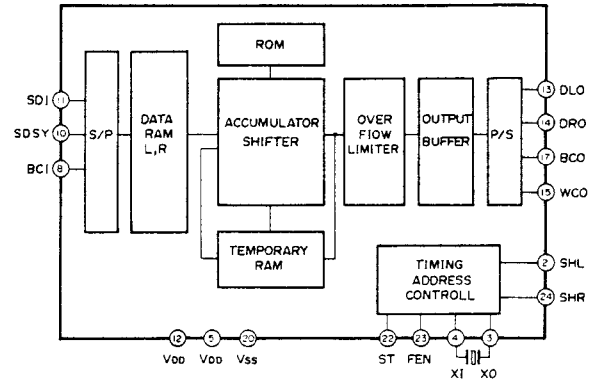 ROM
SDI
11
SDSY
10
BCI
8
S/P
DATA
RAM
L,R
ACCUMULATOR
SHIFTER
OVER
FLOW
LIMITER
OUTPUT
BUFFER
P/S
13
DLO
14
DRO
17
BCO
15
WCO
TEMPORARY
RAM
TIMING
ADDRESS
CONTROLL
2
SHL
24
SHR
12
5
20
22
23
4
3
VDD
VDD
VSS
ST
FEN
XI
XO